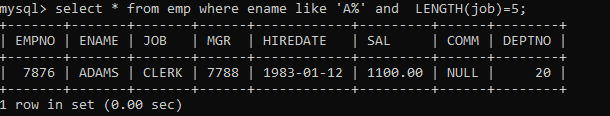 mysql> select * from emp where ename like 'A%' and  LENGTH(job)=5;
+-------+-------+-------+------+------------+---------+------+--------+
| EMPNO | ENAME | JOB   | MGR  | HIREDATE   | SAL     | COMM | DEPTNO |
+-------+-------+-------+------+------------+---------+------+--------+
|  7876 | ADAMS | CLERK | 7788 | 1983-01-12 | 1100.00 | NULL |     20 |
+-------+-------+-------+------+------------+---------+------+--------+
1 row in set (0.00 sec)